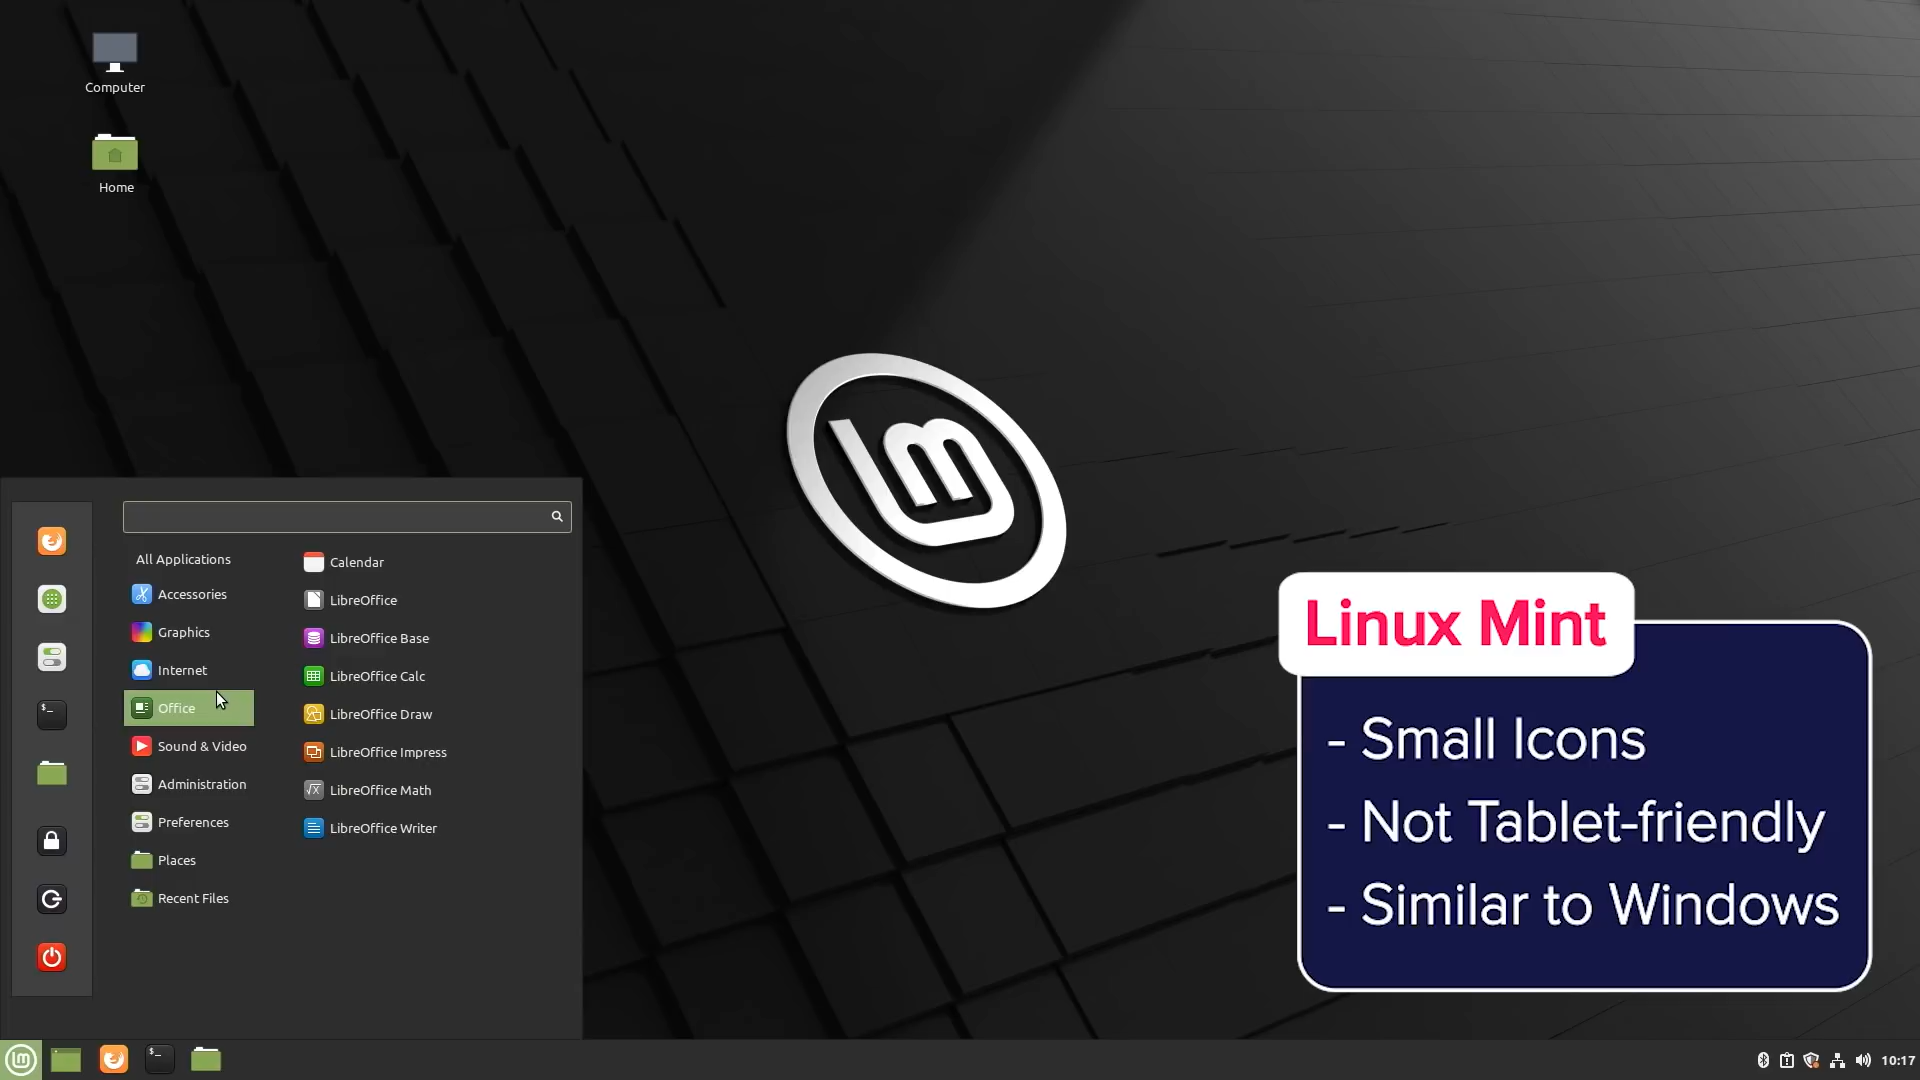 Computer
Home
All Applications
Accessories
Graphics
Internet
Office
Sound & Video
Administration
Preferences
Places
Recent Files
Calendar
LibreOffice
LibreOffice Base
LibreOffice Calc
LibreOffice Draw
LibreOffice Impress
LibreOffice Math
LibreOffice Writer
Linux Mint
- Small Icons
- Not Tablet-friendly
- Similar to Windows
10:17